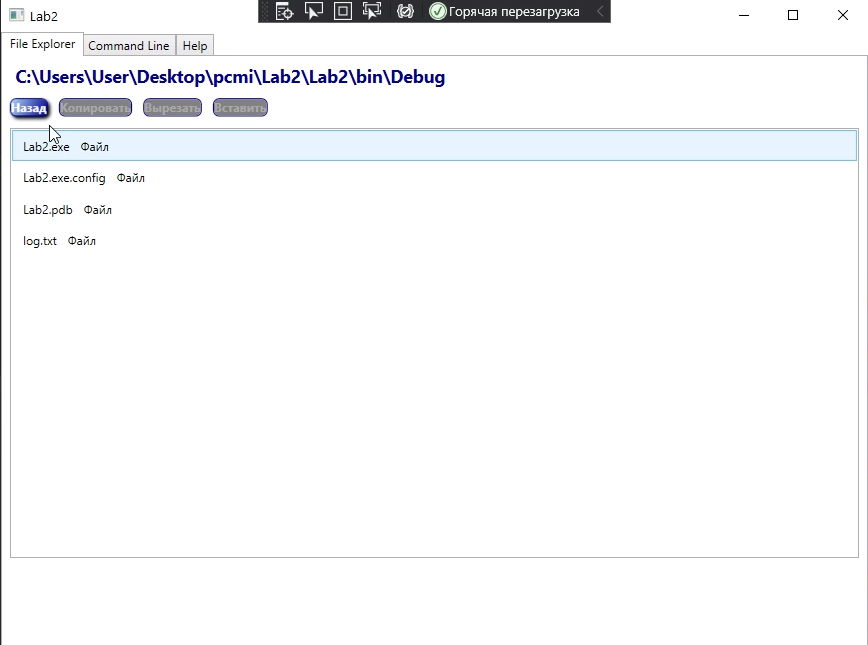 Lab2
Горячая перезагрузка
File Explorer Command Line Help
C:\Users\User\Desktop\pcmi\Lab2\Lab2\bin\Debug
Назад Копировать Вырезать Вставить
Lab2.exe Файл
Lab2.exe.config Файл
Lab2.pdb Файл
log.txt Файл